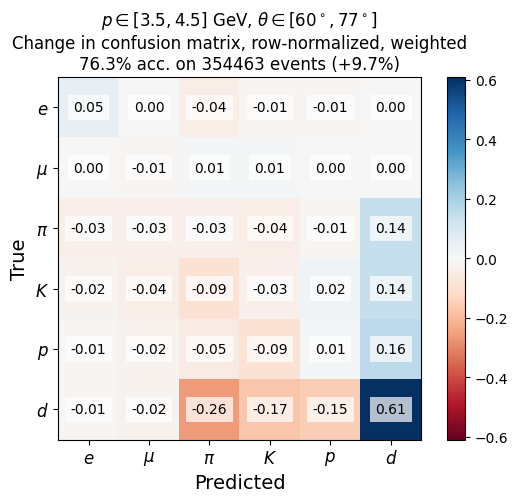 p ∈ [3.5, 4.5] GeV, θ ∈ [60°, 77°]
Change in confusion matrix, row-normalized, weighted
76.3% acc. on 354463 events (+9.7%)
True
e 0.05 0.00 -0.04 -0.01 -0.01 0.00
μ 0.00 -0.01 0.01 0.01 0.00 0.00
π -0.03 -0.03 -0.03 -0.04 -0.01 0.14
K -0.02 -0.04 -0.09 -0.03 0.02 0.14
p -0.01 -0.02 -0.05 -0.09 0.01 0.16
d -0.01 -0.02 -0.26 -0.17 -0.15 0.61
e μ π K p d
Predicted
0.6
0.4
0.2
0.0
−0.2
−0.4
−0.6